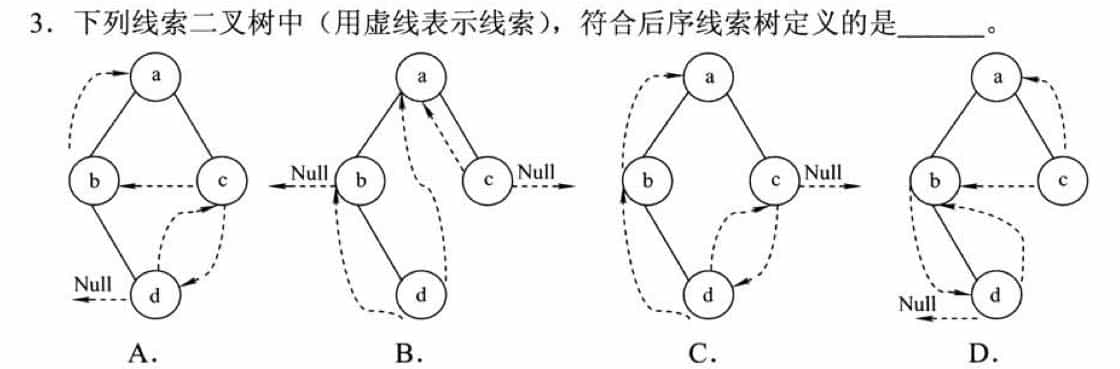 3．下列线索二叉树中（用虚线表示线索），符合后序线索树定义的是______。
a a a a
b c Null b c Null b c Null b c
Null d d d Null d
A． B． C． D．